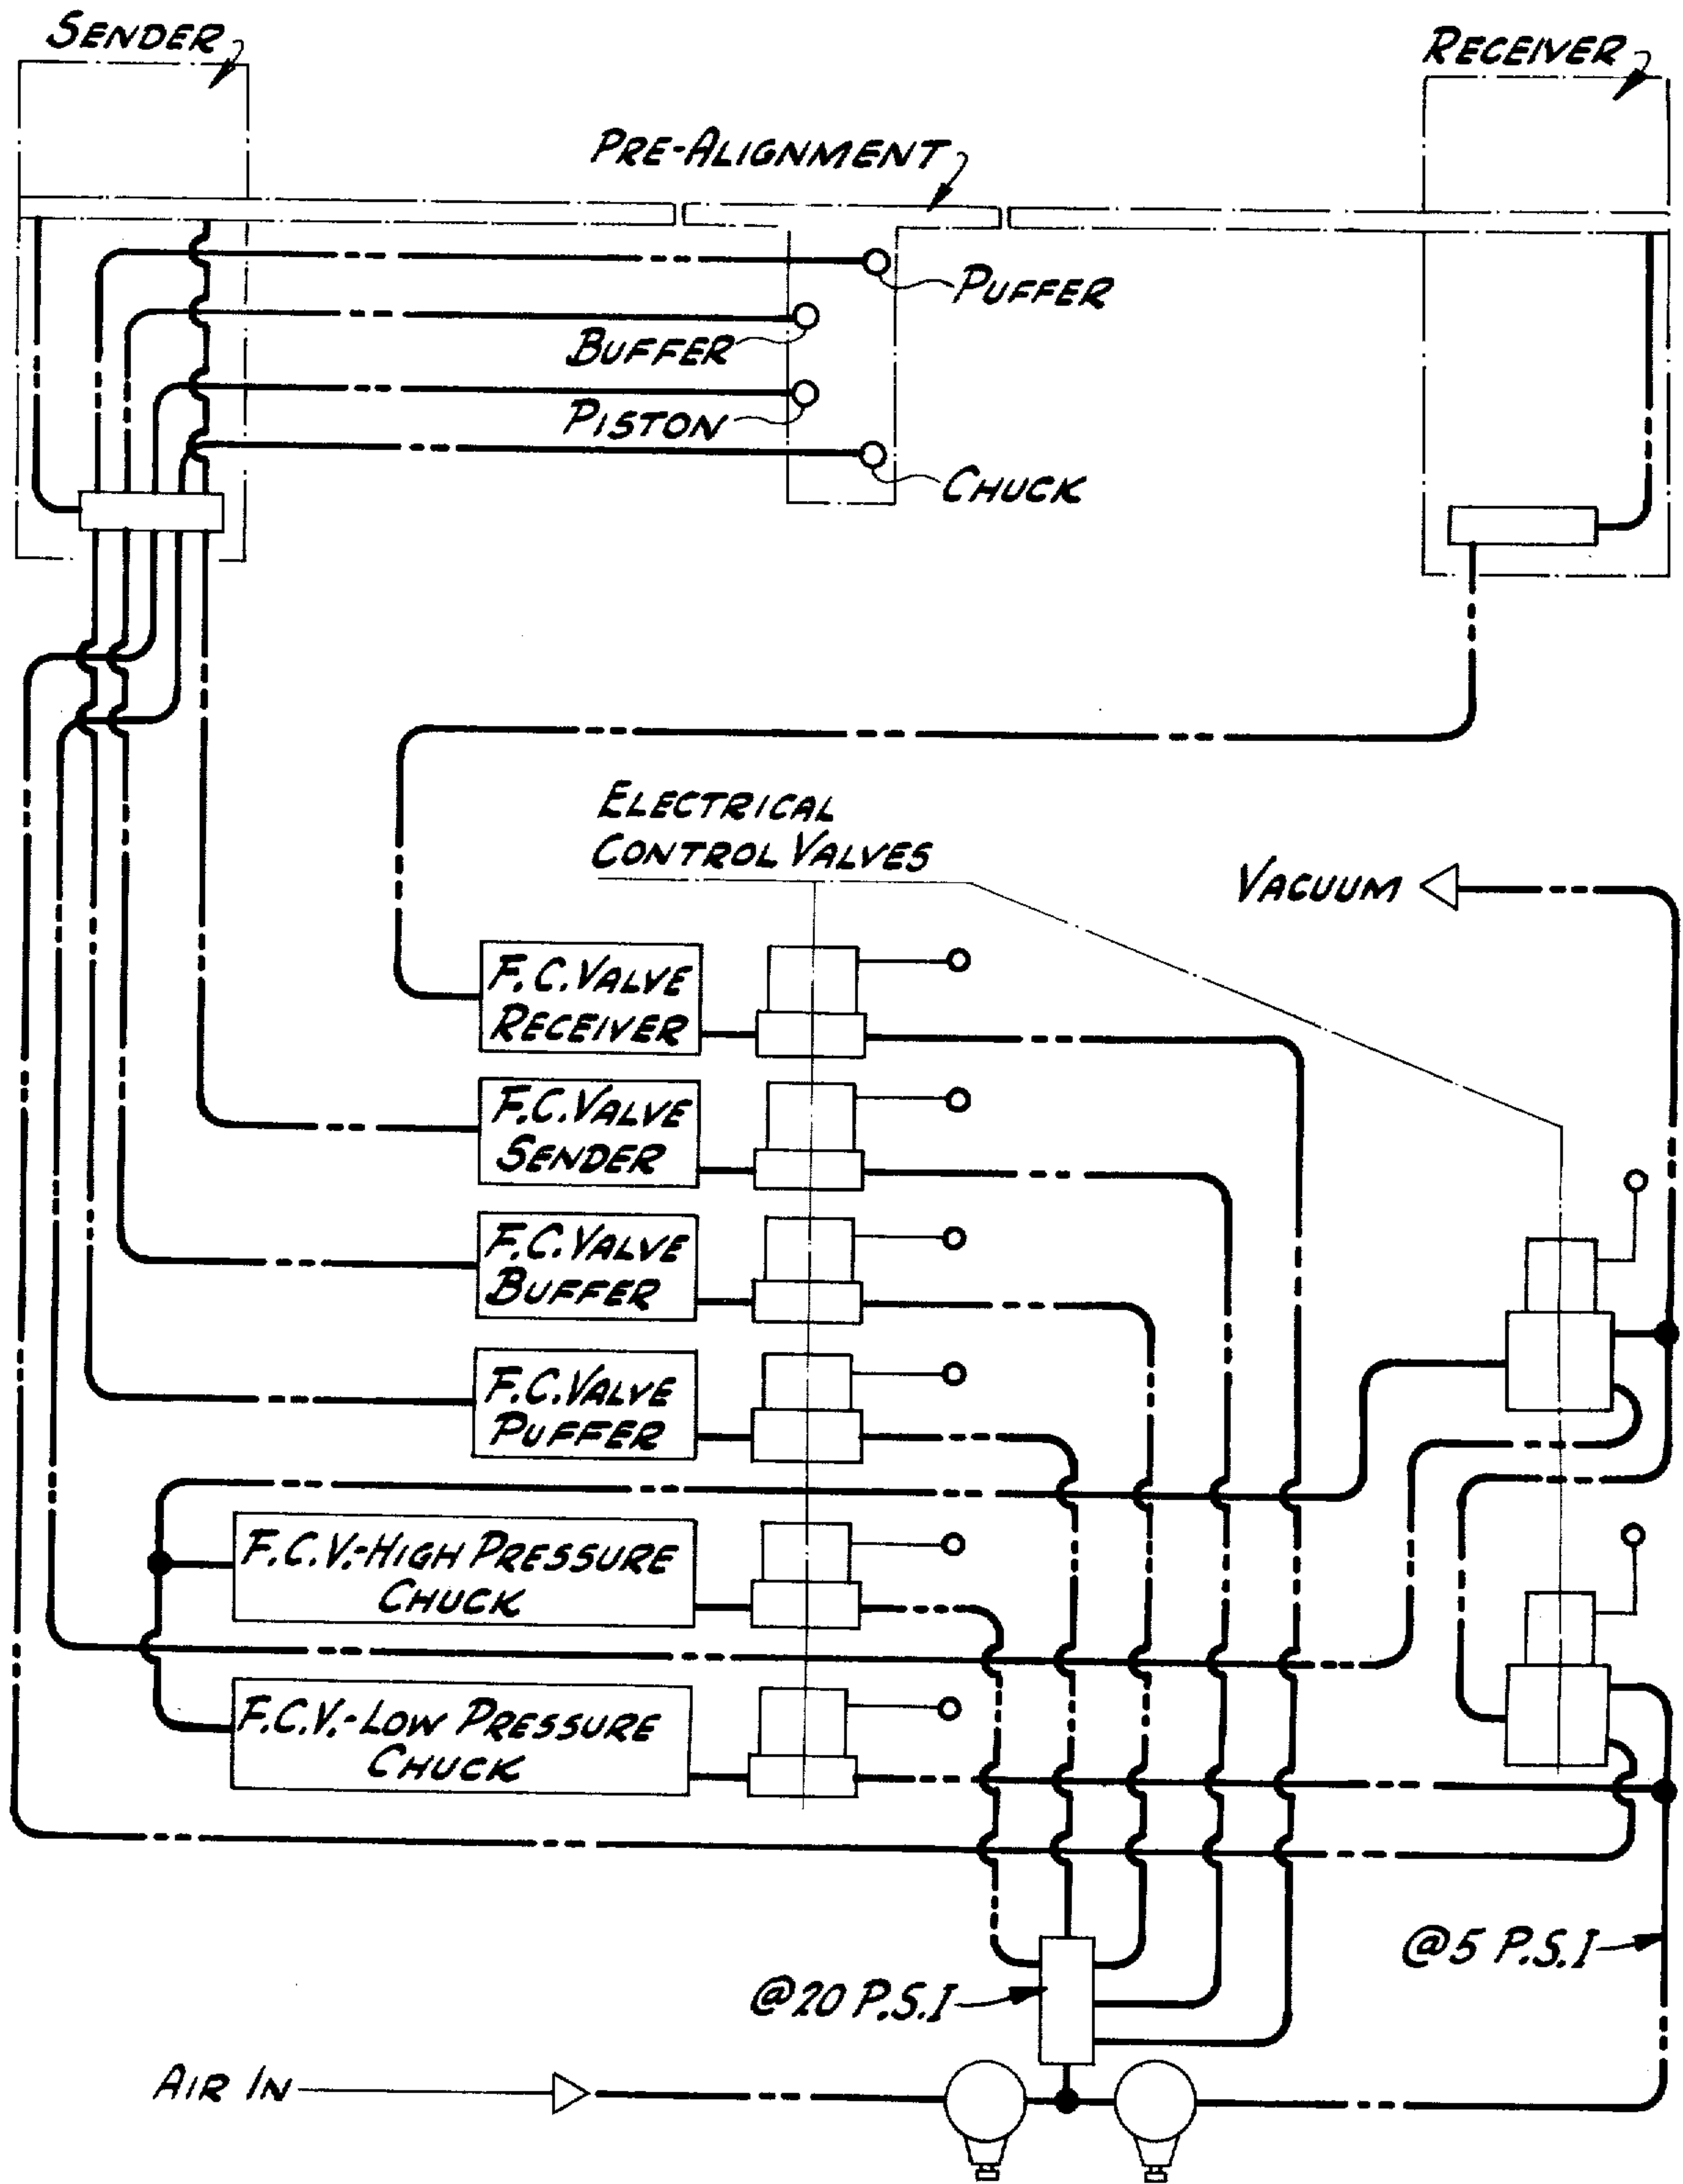 SENDER
RECEIVER
PRE-ALIGNMENT
PUFFER
BUFFER
PISTON
CHUCK
ELECTRICAL
CONTROL VALVES
VACUUM
F.C. VALVE
RECEIVER
F.C. VALVE
SENDER
F.C. VALVE
BUFFER
F.C. VALVE
PUFFER
F.C.V.-HIGH PRESSURE
CHUCK
F.C.V.-LOW PRESSURE
CHUCK
@5 P.S.I
@20 P.S.I
AIR IN